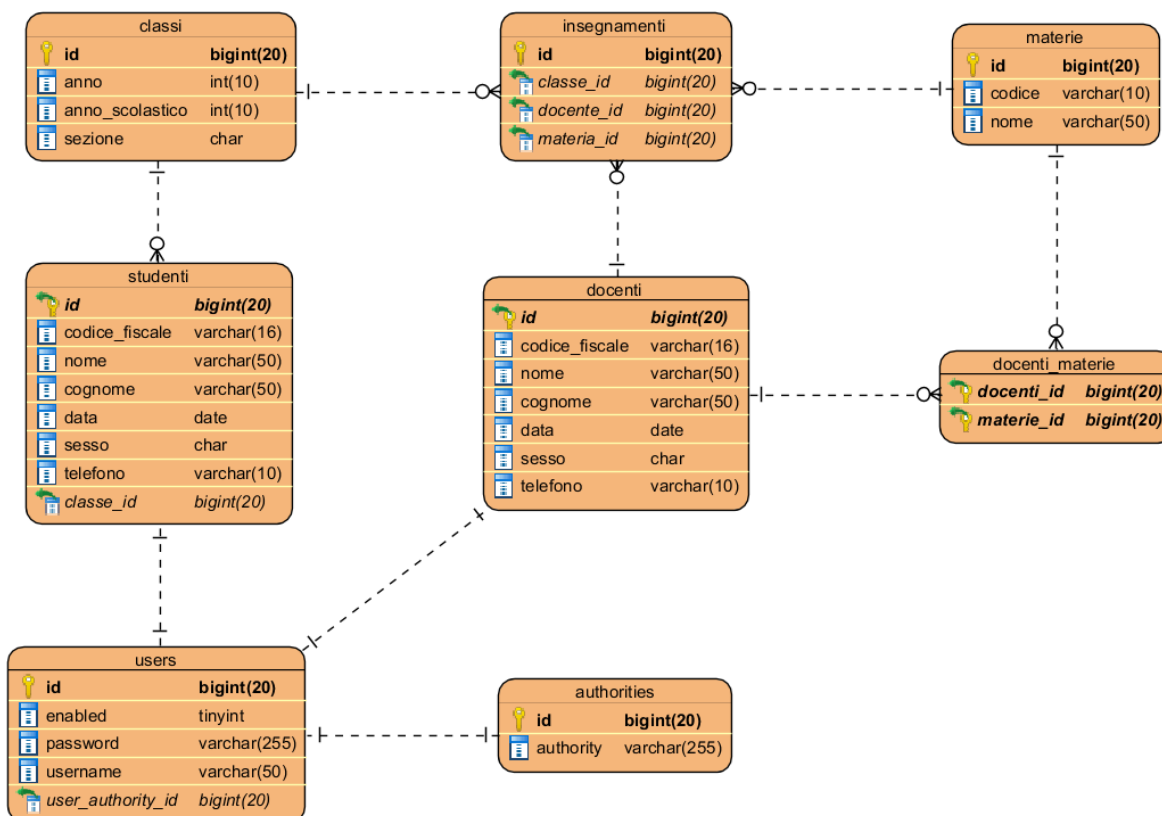 classi
id bigint(20)
anno int(10)
anno_scolastico int(10)
sezione char
insegnamenti
id bigint(20)
classe_id bigint(20)
docente_id bigint(20)
materia_id bigint(20)
materie
id bigint(20)
codice varchar(10)
nome varchar(50)
studenti
id bigint(20)
codice_fiscale varchar(16)
nome varchar(50)
cognome varchar(50)
data date
sesso char
telefono varchar(10)
classe_id bigint(20)
docenti
id bigint(20)
codice_fiscale varchar(16)
nome varchar(50)
cognome varchar(50)
data date
sesso char
telefono varchar(10)
docenti_materie
docenti_id bigint(20)
materie_id bigint(20)
users
id bigint(20)
enabled tinyint
password varchar(255)
username varchar(50)
user_authority_id bigint(20)
authorities
id bigint(20)
authority varchar(255)